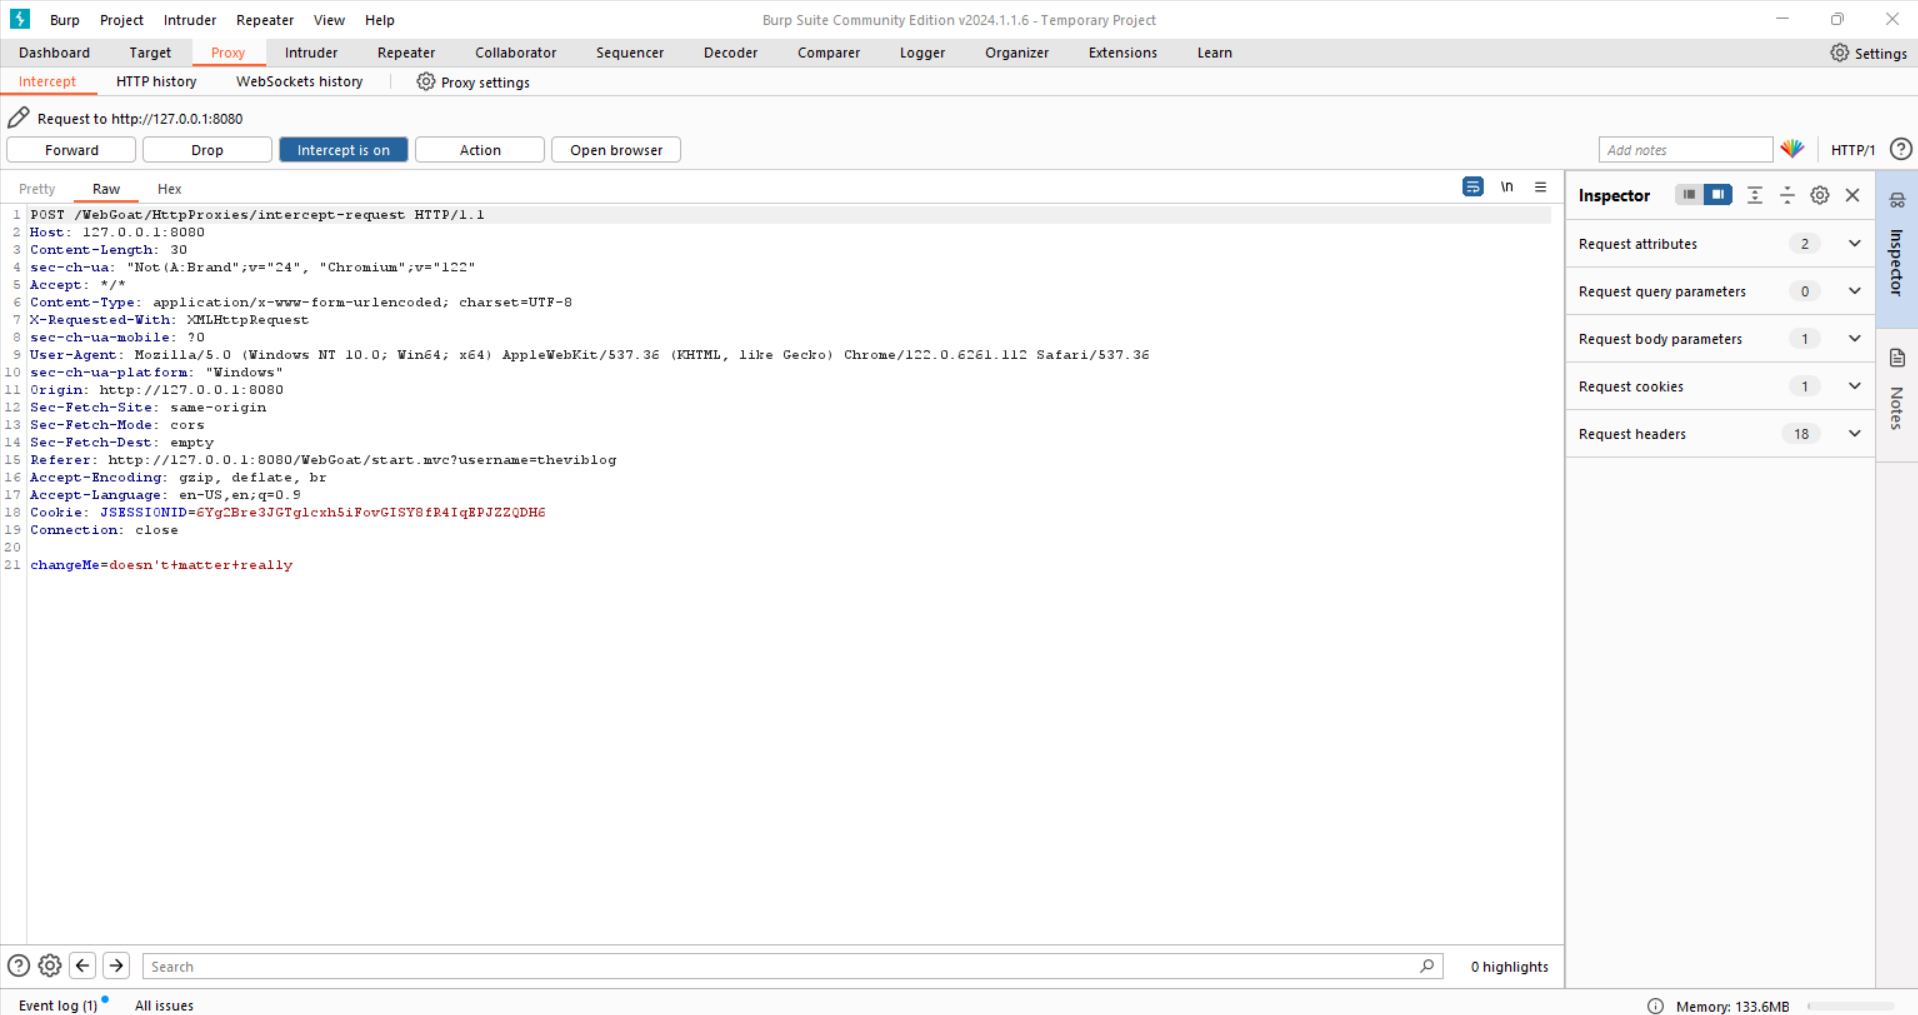 Burp Project Intruder Repeater View Help Burp Suite Community Edition v2024.1.1.6 - Temporary Project
Dashboard Target Proxy Intruder Repeater Collaborator Sequencer Decoder Comparer Logger Organizer Extensions Learn Settings
Intercept HTTP history WebSockets history Proxy settings
Request to http://127.0.0.1:8080
Forward Drop Intercept is on Action Open browser Add notes HTTP/1 ?
Pretty Raw Hex \n
1 POST /WebGoat/HttpProxies/intercept-request HTTP/1.1
2 Host: 127.0.0.1:8080
3 Content-Length: 30
4 sec-ch-ua: "Not(A:Brand";v="24", "Chromium";v="122"
5 Accept: */*
6 Content-Type: application/x-www-form-urlencoded; charset=UTF-8
7 X-Requested-With: XMLHttpRequest
8 sec-ch-ua-mobile: ?0
9 User-Agent: Mozilla/5.0 (Windows NT 10.0; Win64; x64) AppleWebKit/537.36 (KHTML, like Gecko) Chrome/122.0.6261.112 Safari/537.36
10 sec-ch-ua-platform: "Windows"
11 Origin: http://127.0.0.1:8080
12 Sec-Fetch-Site: same-origin
13 Sec-Fetch-Mode: cors
14 Sec-Fetch-Dest: empty
15 Referer: http://127.0.0.1:8080/WebGoat/start.mvc?username=theviblog
16 Accept-Encoding: gzip, deflate, br
17 Accept-Language: en-US,en;q=0.9
18 Cookie: JSESSIONID=6Yg2Bre3JGTglcxh5iFovGISY8fR4IqEPJZZQDH6
19 Connection: close
20
21 changeMe=doesn't+matter+really
Inspector
Request attributes 2
Request query parameters 0
Request body parameters 1
Request cookies 1
Request headers 18
Inspector
Notes
? Search 0 highlights
Event log (1) All issues Memory: 133.6MB